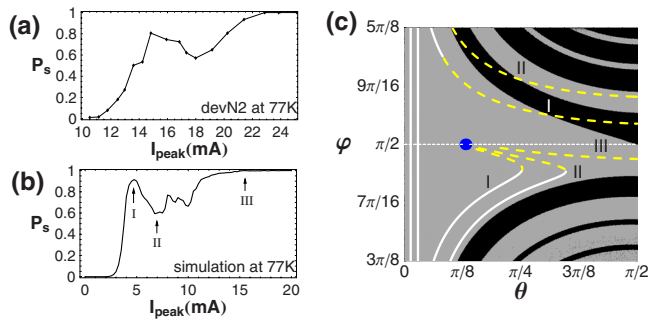 (a)
P_s
1
0.8
0.6
0.4
0.2
0
10 12 14 16 18 20 22 24
devN2 at 77K
I_peak(mA)
(b)
P_s
1
0.8
0.6
0.4
0.2
0
I
II
III
simulation at 77K
0 5 10 15 20
I_peak(mA)
(c)
φ
5π/8
9π/16
π/2
7π/16
3π/8
II
I
III
I
II
0 π/8 π/4 3π/8 π/2
θ